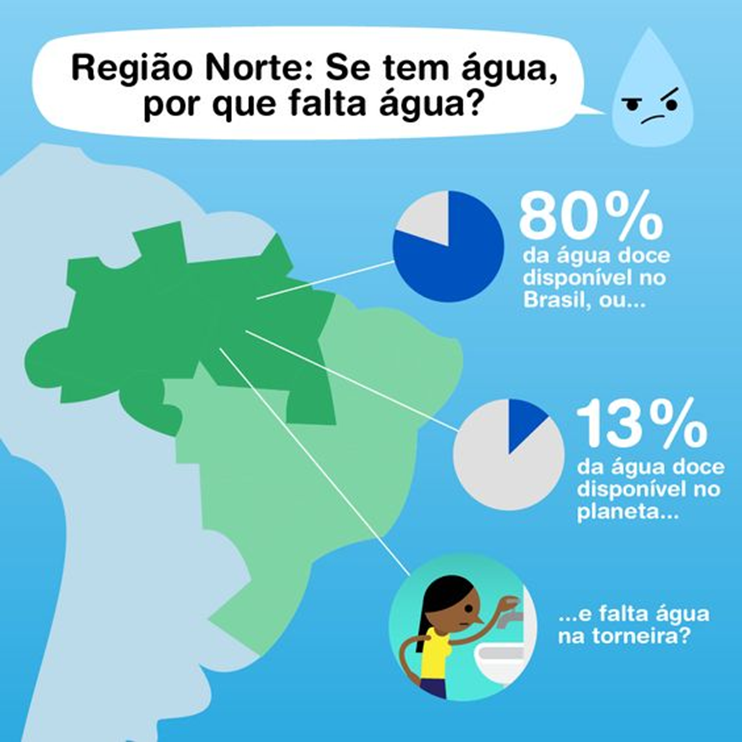 Região Norte: Se tem água,
por que falta água?
80%
da água doce
disponível no
Brasil, ou...
13%
da água doce
disponível no
planeta...
...e falta água
na torneira?